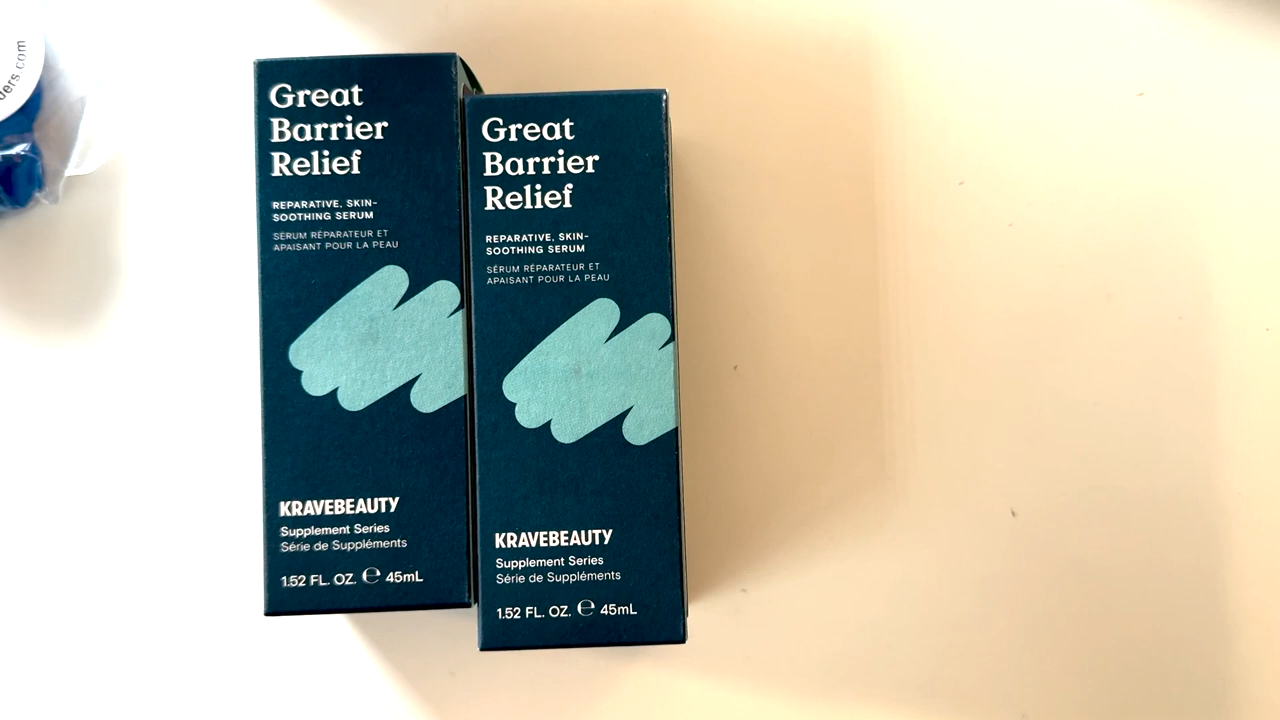 ders.com
Great
Barrier
Relief
REPARATIVE, SKIN-
SOOTHING SERUM
SÉRUM RÉPARATEUR ET
APAISANT POUR LA PEAU
KRAVEBEAUTY
Supplement Series
Série de Suppléments
1.52 FL. OZ. ℮ 45mL
Great
Barrier
Relief
REPARATIVE, SKIN-
SOOTHING SERUM
SÉRUM RÉPARATEUR ET
APAISANT POUR LA PEAU
KRAVEBEAUTY
Supplement Series
Série de Suppléments
1.52 FL. OZ. ℮ 45mL